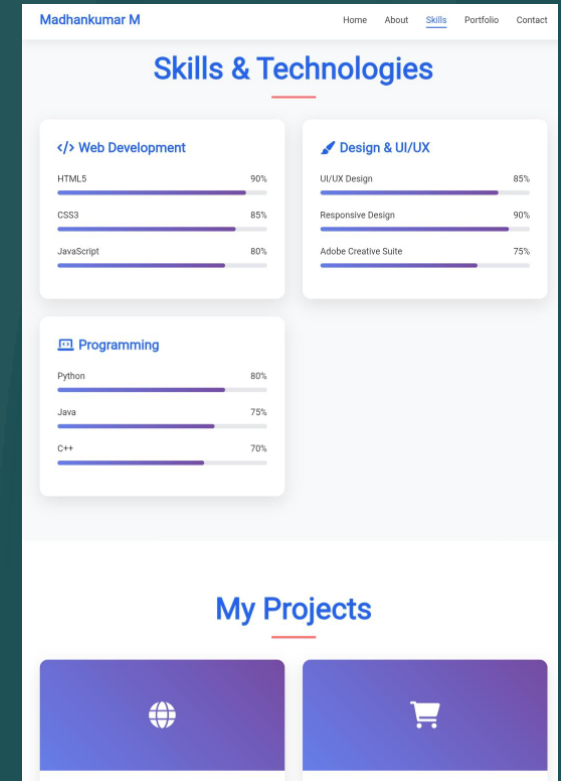 Madhankumar M
Home About Skills Portfolio Contact
Skills & Technologies
Web Development
HTML5 90%
CSS3 85%
JavaScript 80%
Design & UI/UX
UI/UX Design 85%
Responsive Design 90%
Adobe Creative Suite 75%
Programming
Python 80%
Java 75%
C++ 70%
My Projects